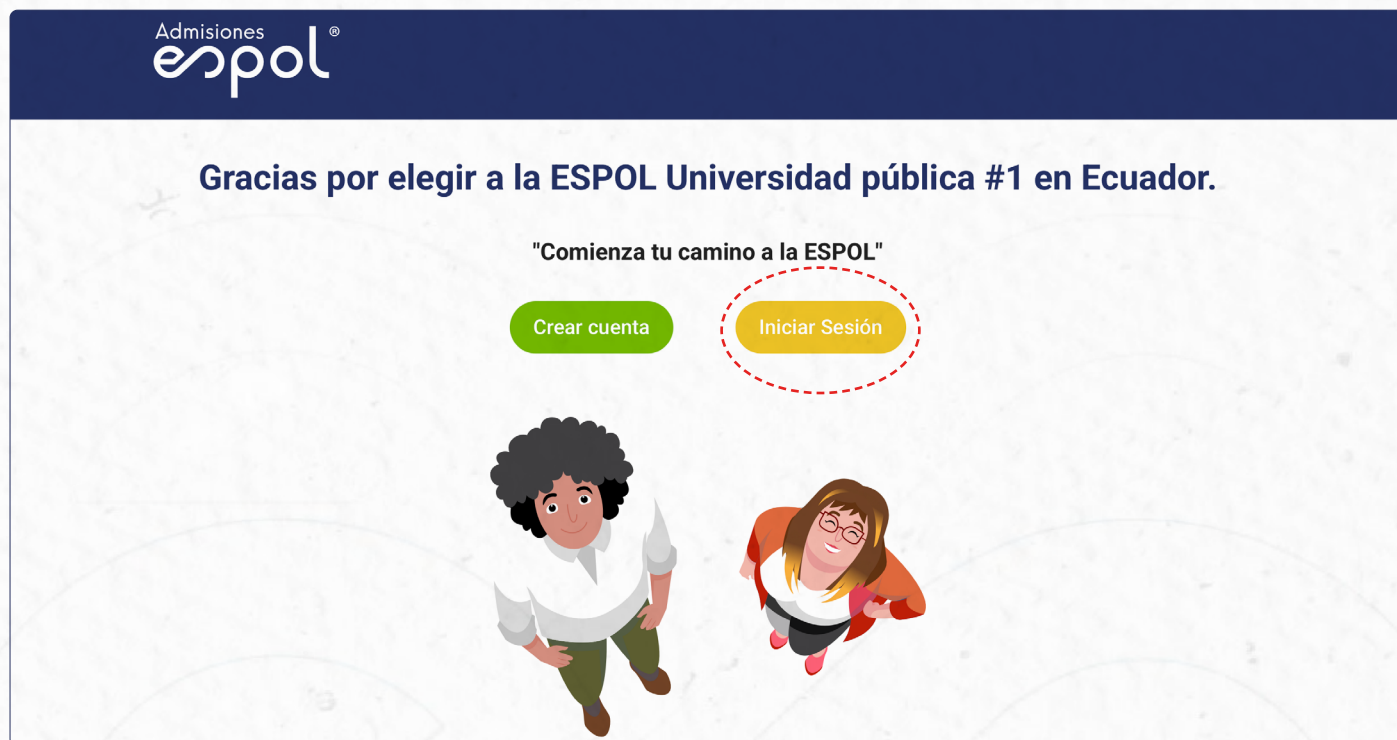 Admisiones
espol®
Gracias por elegir a la ESPOL Universidad pública #1 en Ecuador.
"Comienza tu camino a la ESPOL"
Crear cuenta
Iniciar Sesión